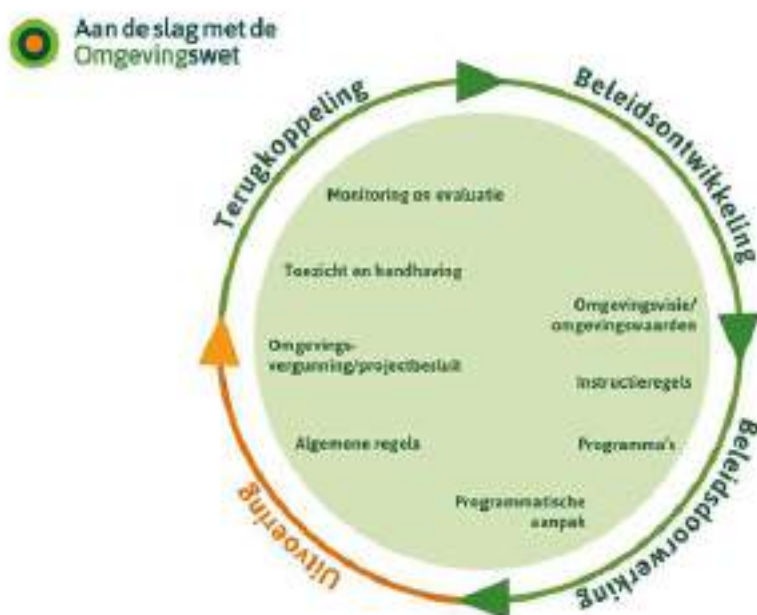 Aan de slag met de
Omgevingswet
Terugkoppeling
Beleidsontwikkeling
Monitoring en evaluatie
Toezicht en handhaving
Omgevingsvisie/
omgevingswaarden
Omgevings-
vergunning/projectbesluit
Instructieregels
Algemene regels
Programma's
Programmatische
aanpak
Beleidsdoorwerking
Uitvoering